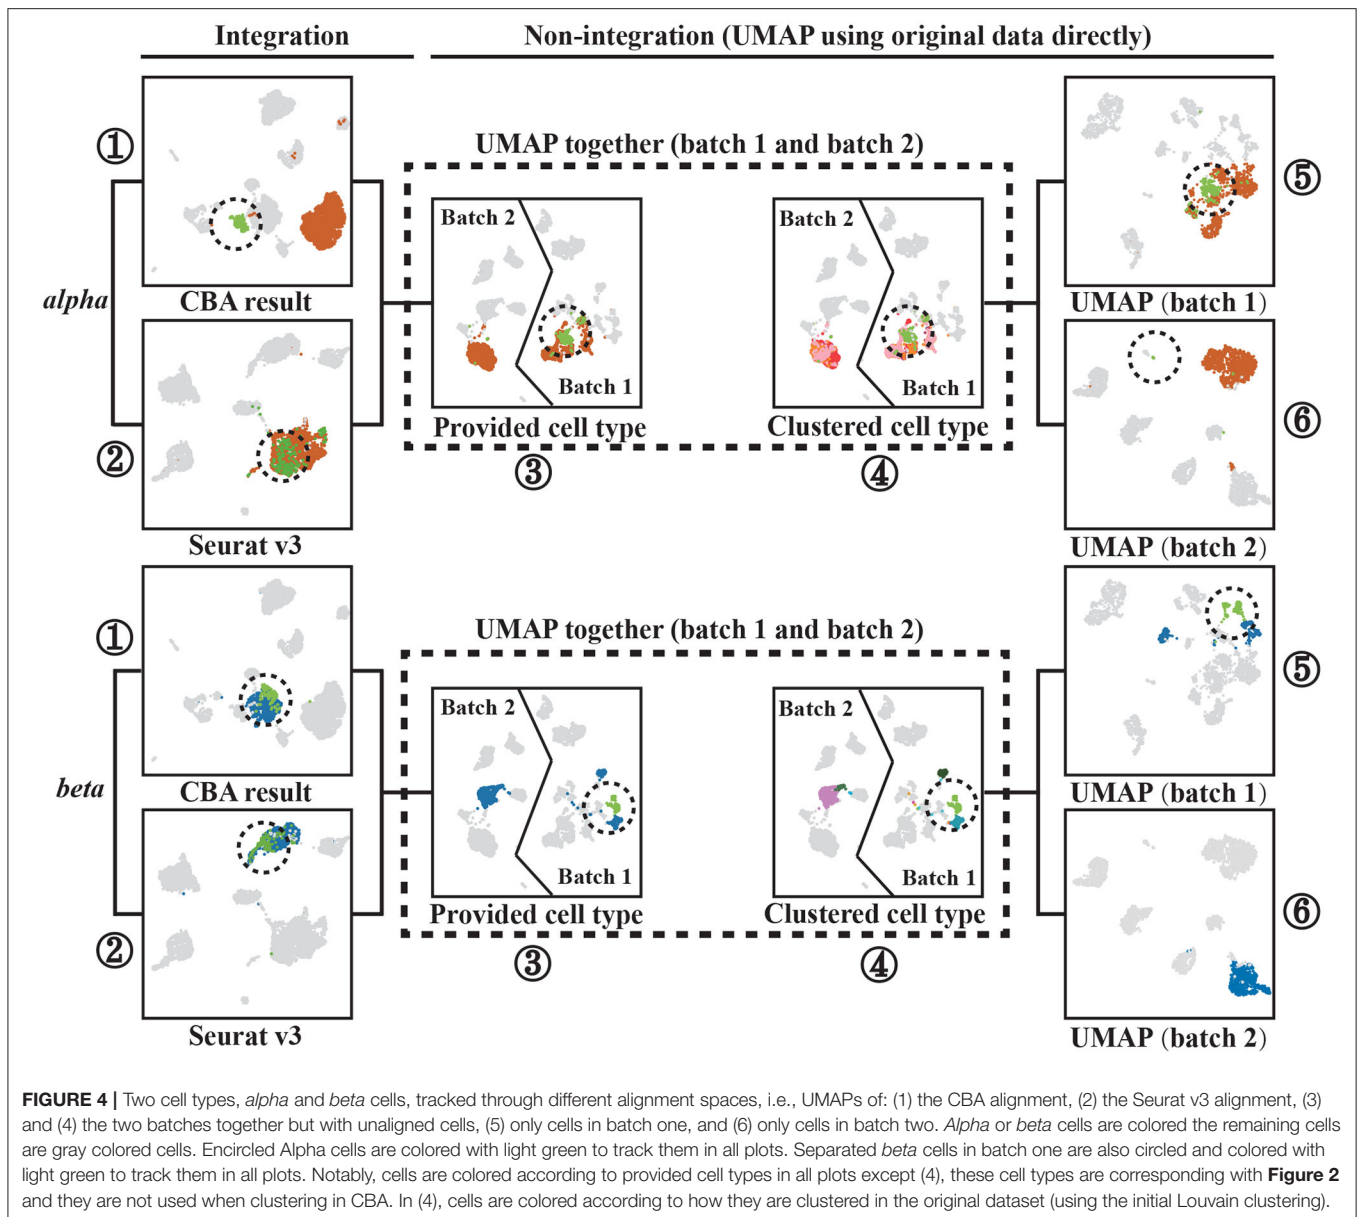 Integration
Non-integration (UMAP using original data directly)
①
CBA result
alpha
②
Seurat v3
UMAP together (batch 1 and batch 2)
Batch 2
Batch 1
Provided cell type
③
Batch 2
Batch 1
Clustered cell type
④
⑤
UMAP (batch 1)
⑥
UMAP (batch 2)
①
CBA result
beta
②
Seurat v3
UMAP together (batch 1 and batch 2)
Batch 2
Batch 1
Provided cell type
③
Batch 2
Batch 1
Clustered cell type
④
⑤
UMAP (batch 1)
⑥
UMAP (batch 2)
FIGURE 4 | Two cell types, alpha and beta cells, tracked through different alignment spaces, i.e., UMAPs of: (1) the CBA alignment, (2) the Seurat v3 alignment, (3)
and (4) the two batches together but with unaligned cells, (5) only cells in batch one, and (6) only cells in batch two. Alpha or beta cells are colored the remaining cells
are gray colored cells. Encircled Alpha cells are colored with light green to track them in all plots. Separated beta cells in batch one are also circled and colored with
light green to track them in all plots. Notably, cells are colored according to provided cell types in all plots except (4), these cell types are corresponding with Figure 2
and they are not used when clustering in CBA. In (4), cells are colored according to how they are clustered in the original dataset (using the initial Louvain clustering).